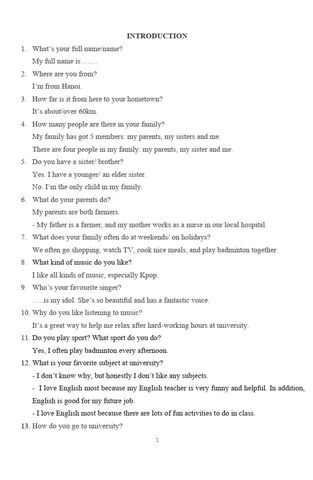 INTRODUCTION
1. What's your full name/name?
My full name is ……
2. Where are you from?
I'm from Hanoi.
3. How far is it from here to your hometown?
It's about/over 60km.
4. How many people are there in your family?
My family has got 5 members: my parents, my sisters and me.
There are four people in my family: my parents, my sister and me.
5. Do you have a sister/ brother?
Yes. I have a younger/ an elder sister.
No. I'm the only child in my family.
6. What do your parents do?
My parents are both farmers.
- My father is a farmer, and my mother works as a nurse in our local hospital.
7. What does your family often do at weekends/ on holidays?
We often go shopping, watch TV, cook nice meals, and play badminton together.
8. What kind of music do you like?
I like all kinds of music, especially Kpop.
9. Who's your favourite singer?
…..is my idol. She's so beautiful and has a fantastic voice.
10. Why do you like listening to music?
It's a great way to help me relax after hard-working hours at university.
11. Do you play sport? What sport do you do?
Yes, I often play badminton every afternoon.
12. What is your favorite subject at university?
- I don't know why, but honestly I don't like any subjects.
- I love English most because my English teacher is very funny and helpful. In addition,
English is good for my future job.
- I love English most because there are lots of fun activities to do in class.
13. How do you go to university?
1